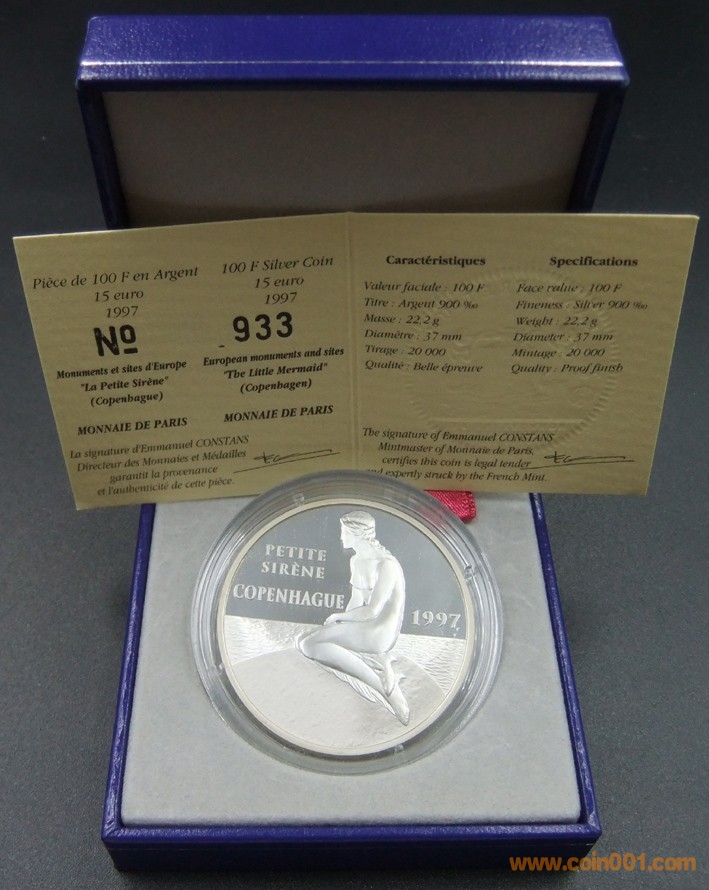 Pièce de 100 F en Argent
15 euro
1997
Nº
Monuments et sites d'Europe
"La Petite Sirène"
(Copenhague)
MONNAIE DE PARIS
La signature d'Emmanuel CONSTANS
Directeur des Monnaies et Médailles
garantit la provenance
et l'authenticité de cette pièce.
100 F Silver Coin
15 euro
1997
933
European monuments and sites
"The Little Mermaid"
(Copenhagen)
MONNAIE DE PARIS
Caractéristiques
Valeur faciale : 100 F
Titre : Argent 900 ‰
Masse : 22,2 g
Diamètre : 37 mm
Tirage : 20 000
Qualité : Belle épreuve
Specifications
Face value : 100 F
Fineness : Silver 900 ‰
Weight : 22,2 g
Diameter : 37 mm
Mintage : 20 000
Quality : Proof finish
The signature of Emmanuel CONSTANS
Mintmaster of Monnaie de Paris,
certifies this coin is legal tender
and expertly struck by the French Mint.
PETITE
SIRÈNE
COPENHAGUE
1997
www.coin001.com